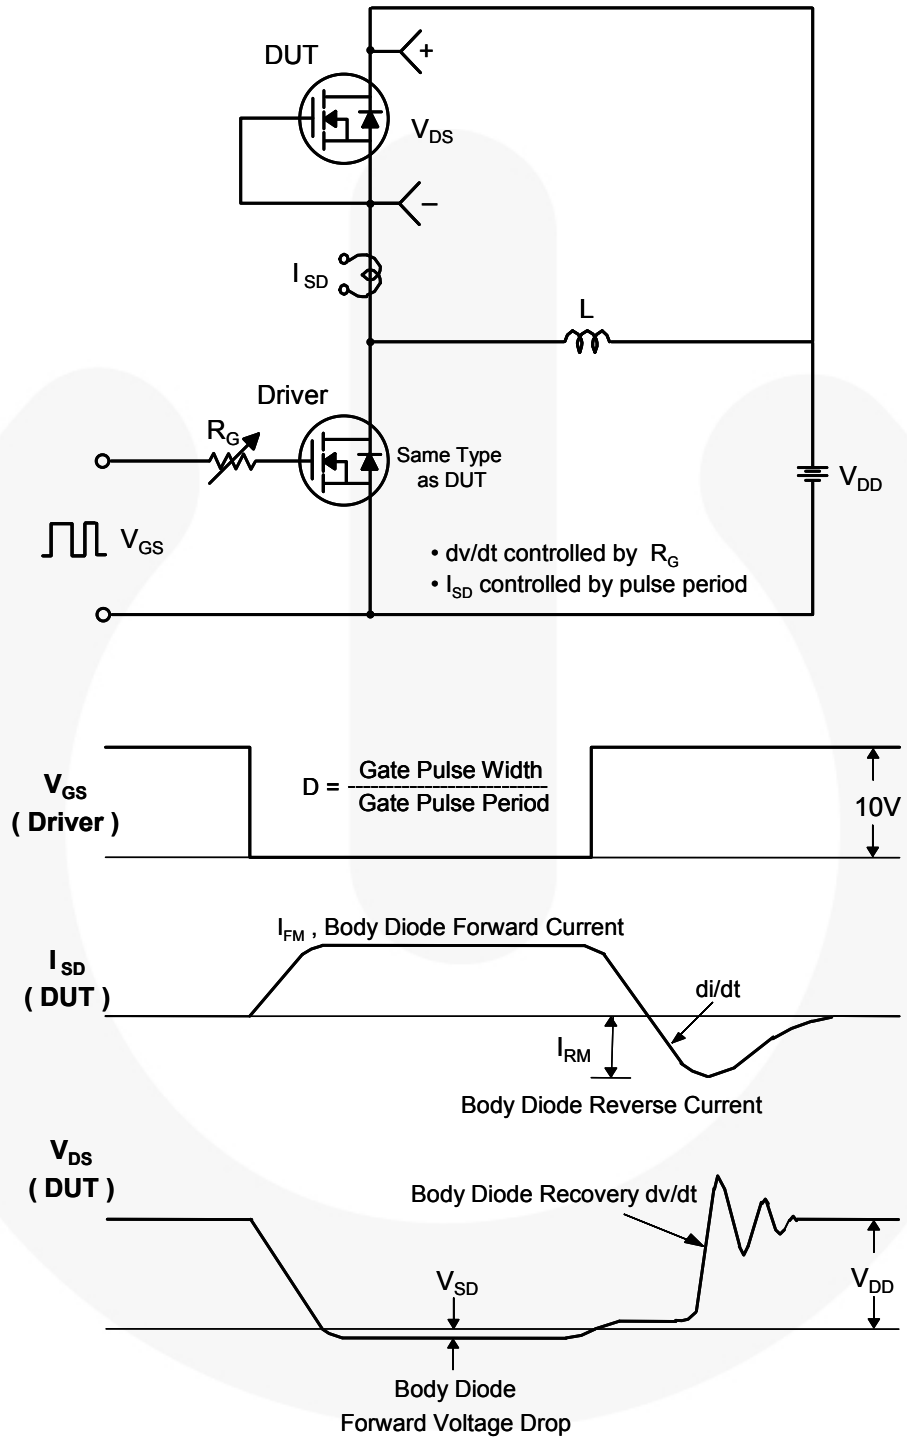 DUT
+
V_DS
−
I_SD
L
Driver
R_G
Same Type
as DUT
V_DD
V_GS
• dv/dt controlled by R_G
• I_SD controlled by pulse period
V_GS
( Driver )
D = Gate Pulse Width
Gate Pulse Period
10V
I_FM , Body Diode Forward Current
I_SD
( DUT )
di/dt
I_RM
Body Diode Reverse Current
V_DS
( DUT )
Body Diode Recovery dv/dt
V_SD
V_DD
Body Diode
Forward Voltage Drop